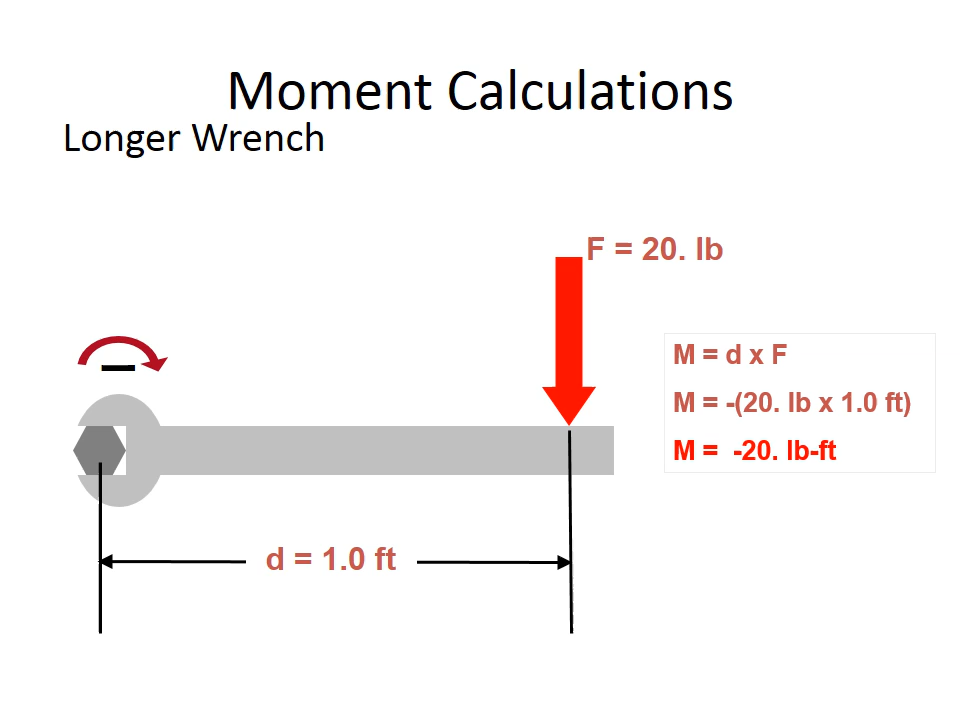 Moment Calculations
Longer Wrench
F = 20. lb
M = d x F
M = -(20. lb x 1.0 ft)
M = -20. lb-ft
d = 1.0 ft